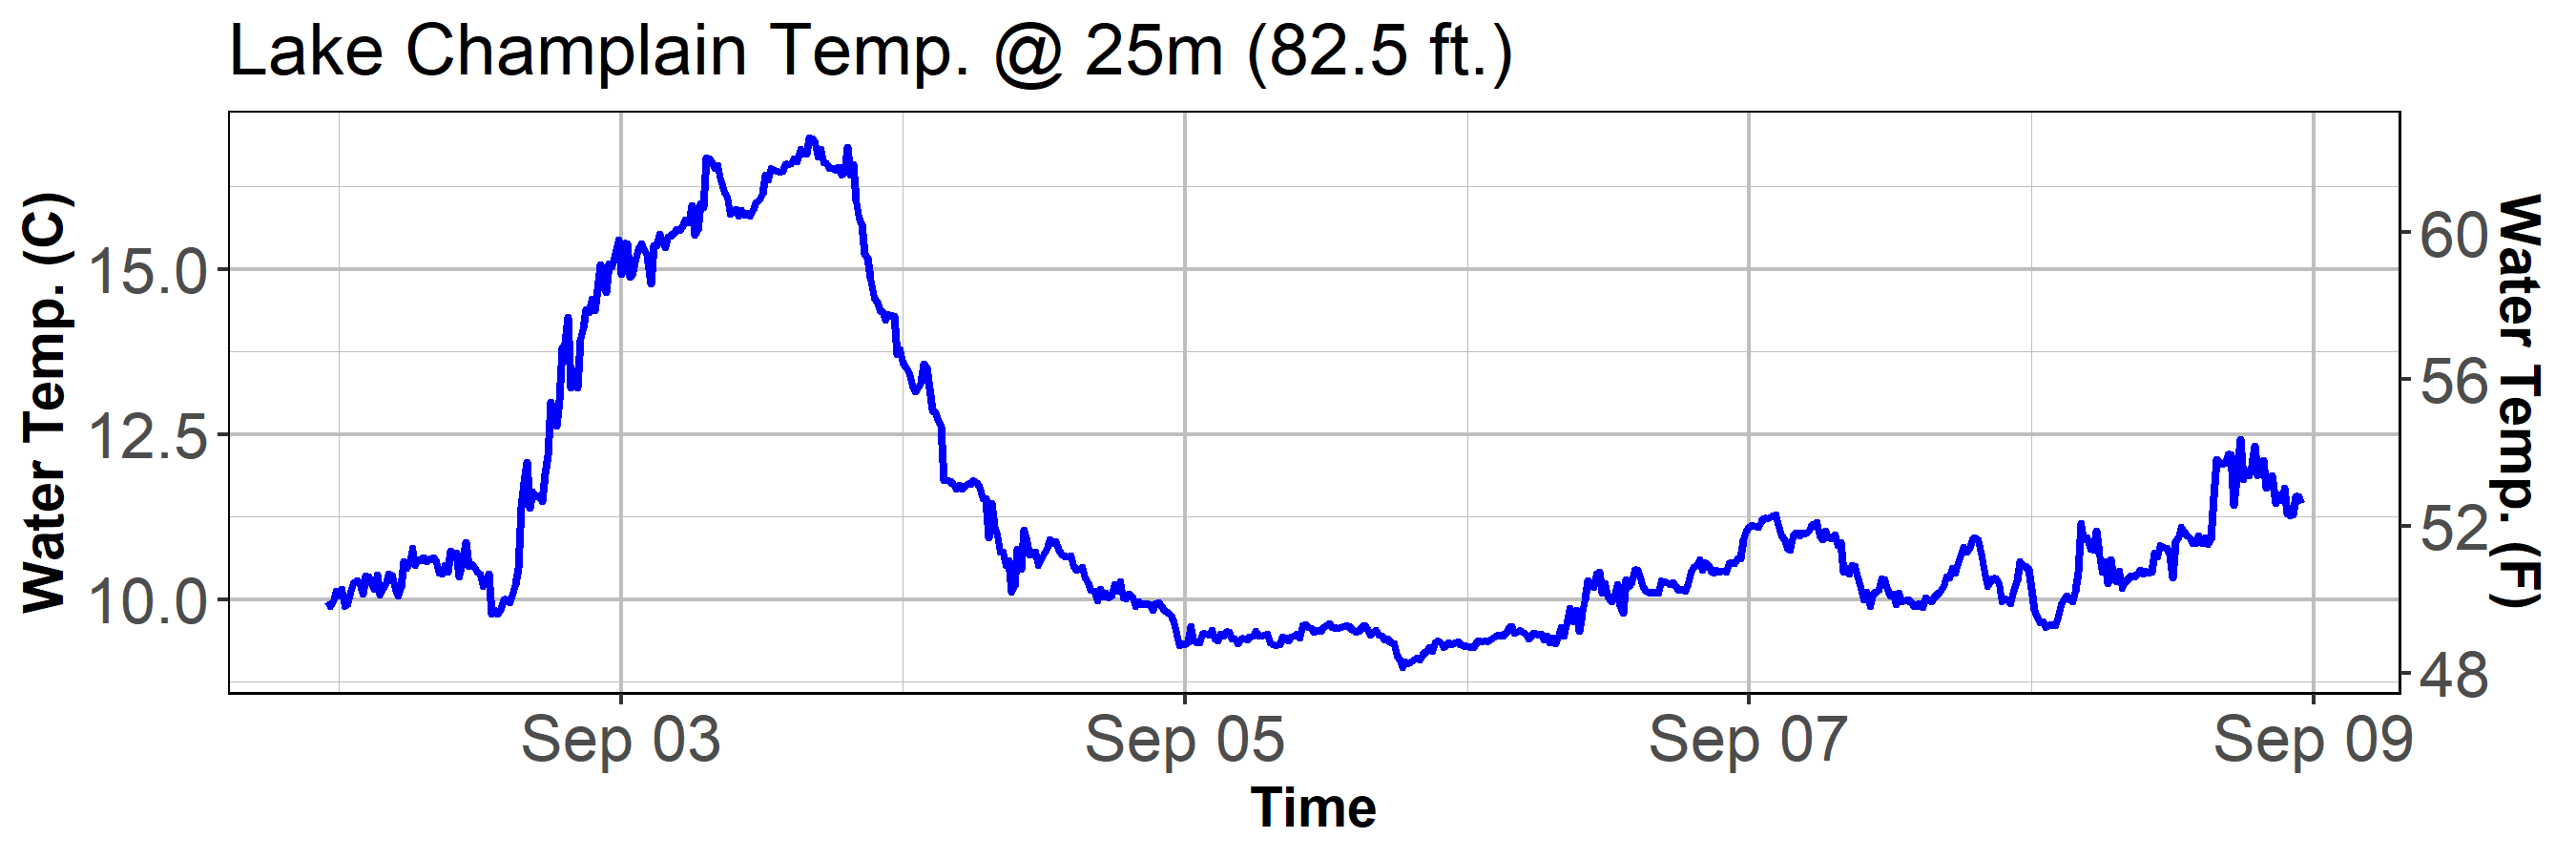 Lake Champlain Temp. @ 25m (82.5 ft.)
Water Temp. (C)
15.0
12.5
10.0
60
56
52
48
Water Temp. (F)
Sep 03 Sep 05 Sep 07 Sep 09
Time